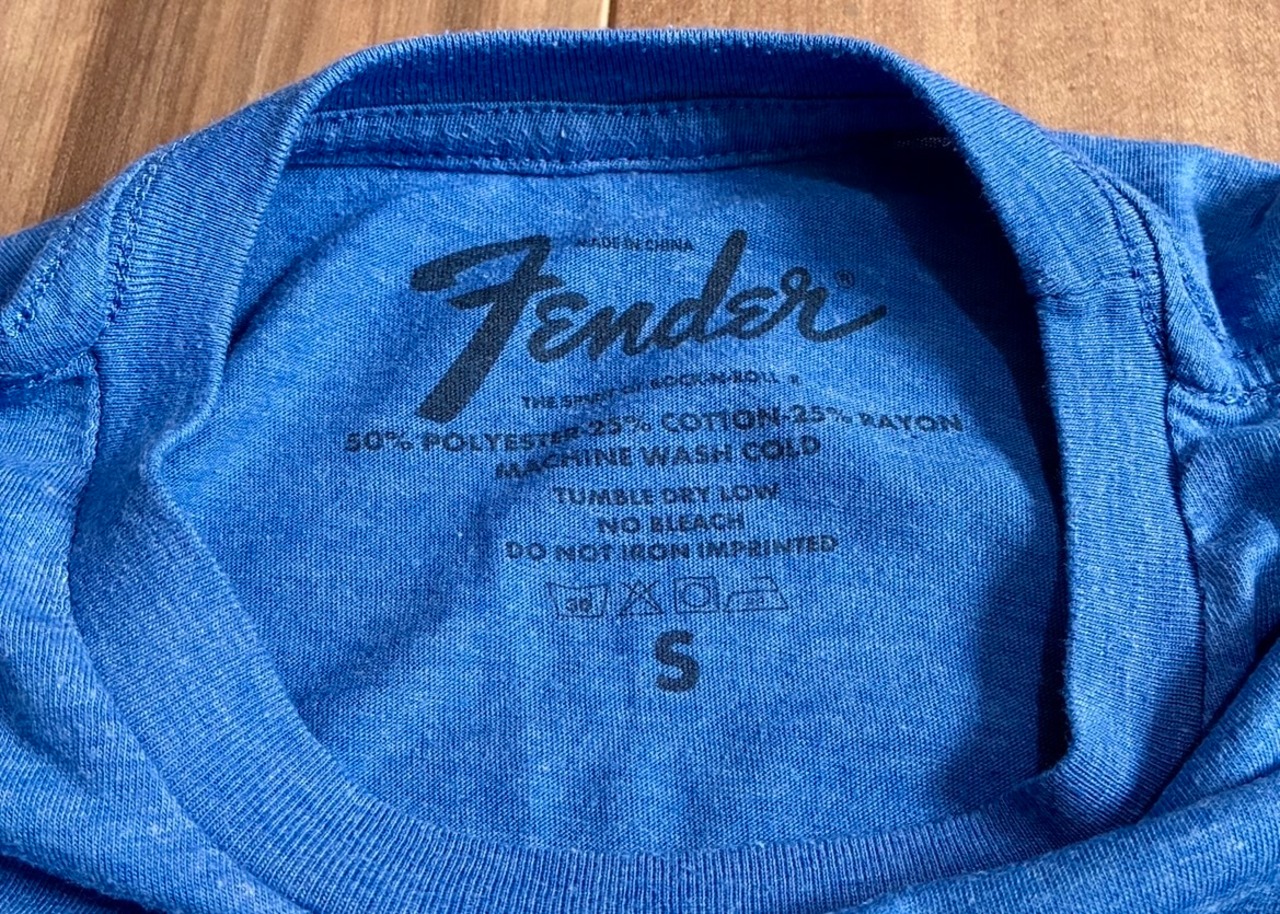 MADE IN CHINA
Fender®
THE SPIRIT OF ROCK-N-ROLL ®
50% POLYESTER-25% COTTON-25% RAYON
MACHINE WASH COLD
TUMBLE DRY LOW
NO BLEACH
DO NOT IRON IMPRINTED
30
S